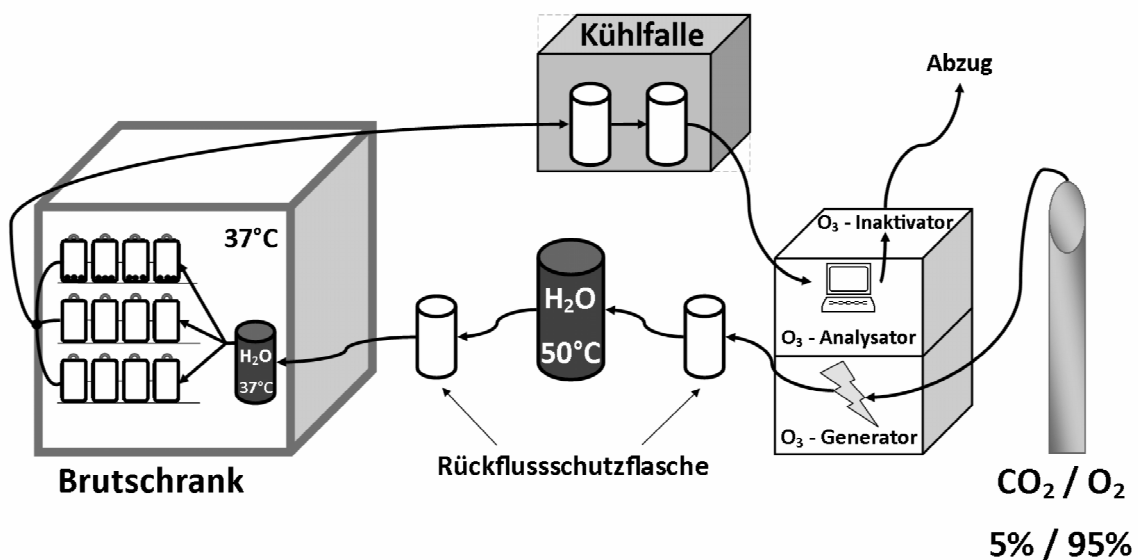 Kühlfalle
Abzug
37°C
O₃ - Inaktivator
H₂O
50°C
O₃ - Analysator
H₂O
37°C
O₃ - Generator
Rückflussschutzflasche
Brutschrank
CO₂ / O₂
5% / 95%